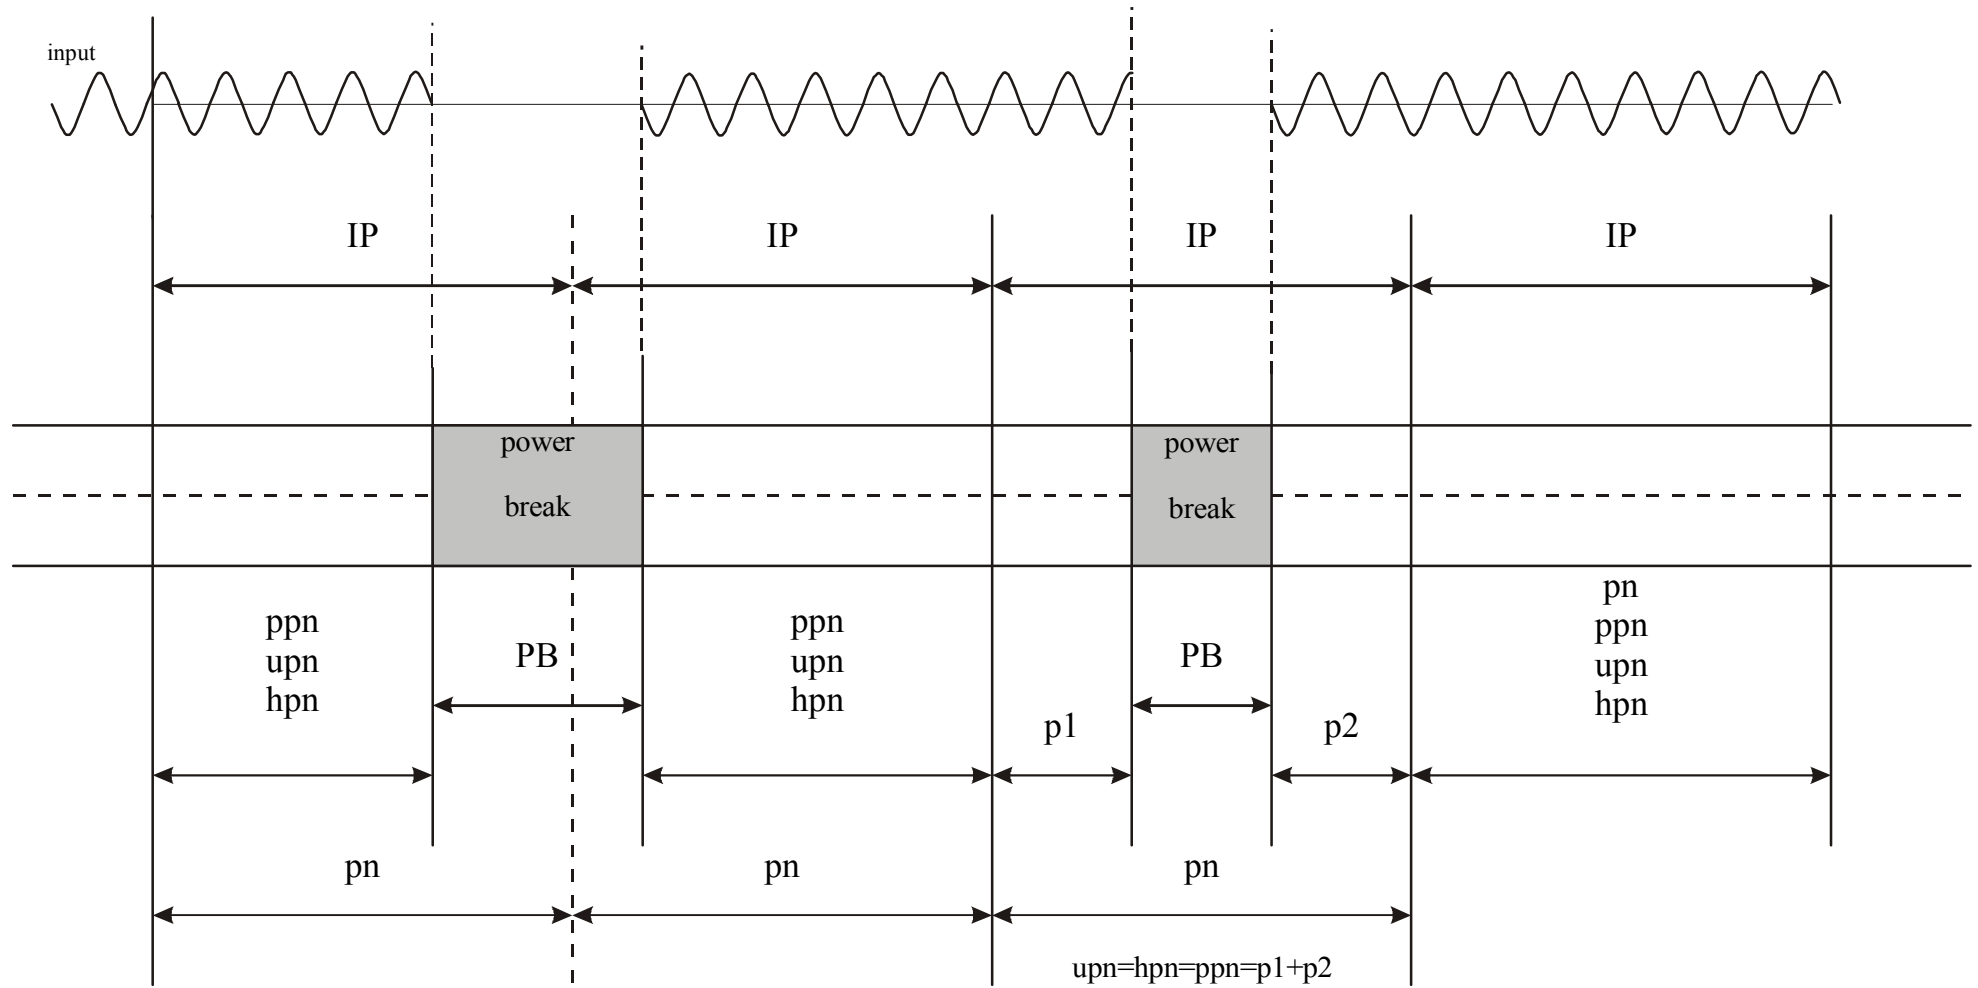 input
IP
IP
IP
IP
power
break
power
break
ppn
upn
hpn
PB
ppn
upn
hpn
p1
PB
p2
pn
ppn
upn
hpn
pn
pn
pn
upn=hpn=ppn=p1+p2